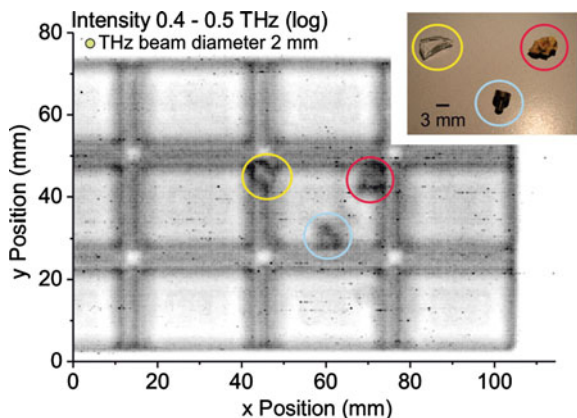 Intensity 0.4 - 0.5 THz (log)
THz beam diameter 2 mm
3 mm
80
60
40
20
0
y Position (mm)
0 20 40 60 80 100
x Position (mm)